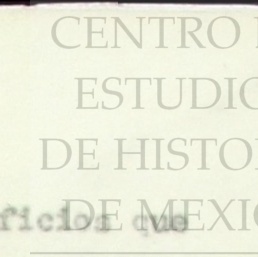 CENTRO
ESTUDIO
DE HISTO
DE MEXIC
ficios que